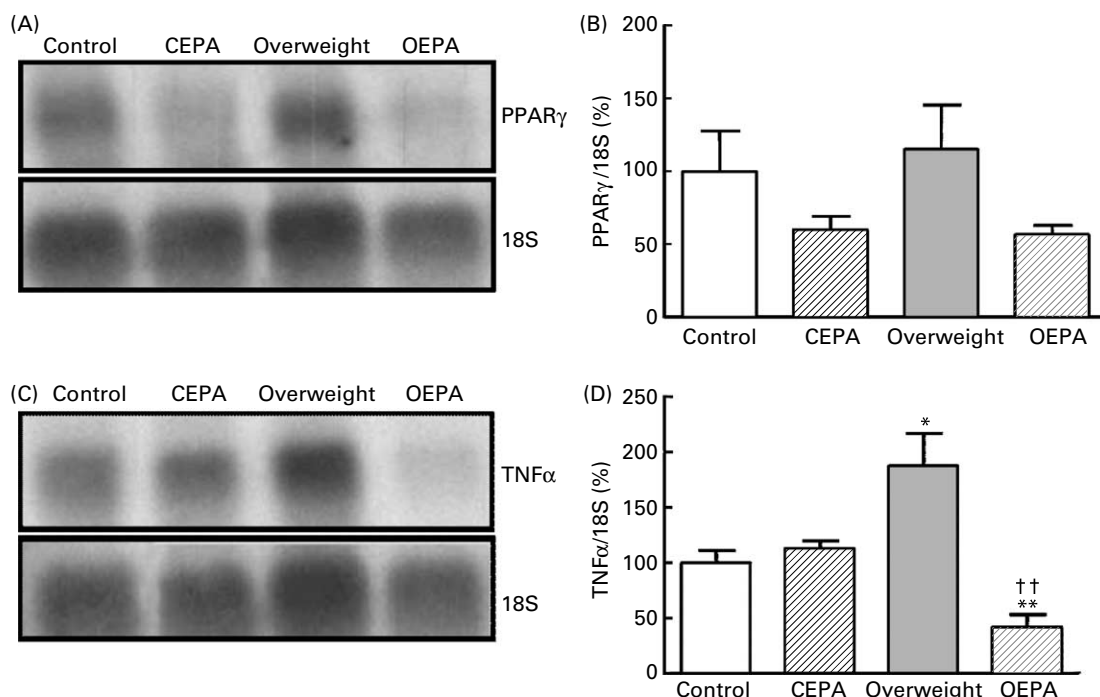 (A)
Control CEPA Overweight OEPA
PPARγ
18S
(B)
200
150
100
50
0
PPARγ/18S (%)
Control CEPA Overweight OEPA
(C) Control CEPA Overweight OEPA
TNFα
18S
(D)
250
200
150
100
50
0
TNFα/18S (%)
*
††
**
Control CEPA Overweight OEPA